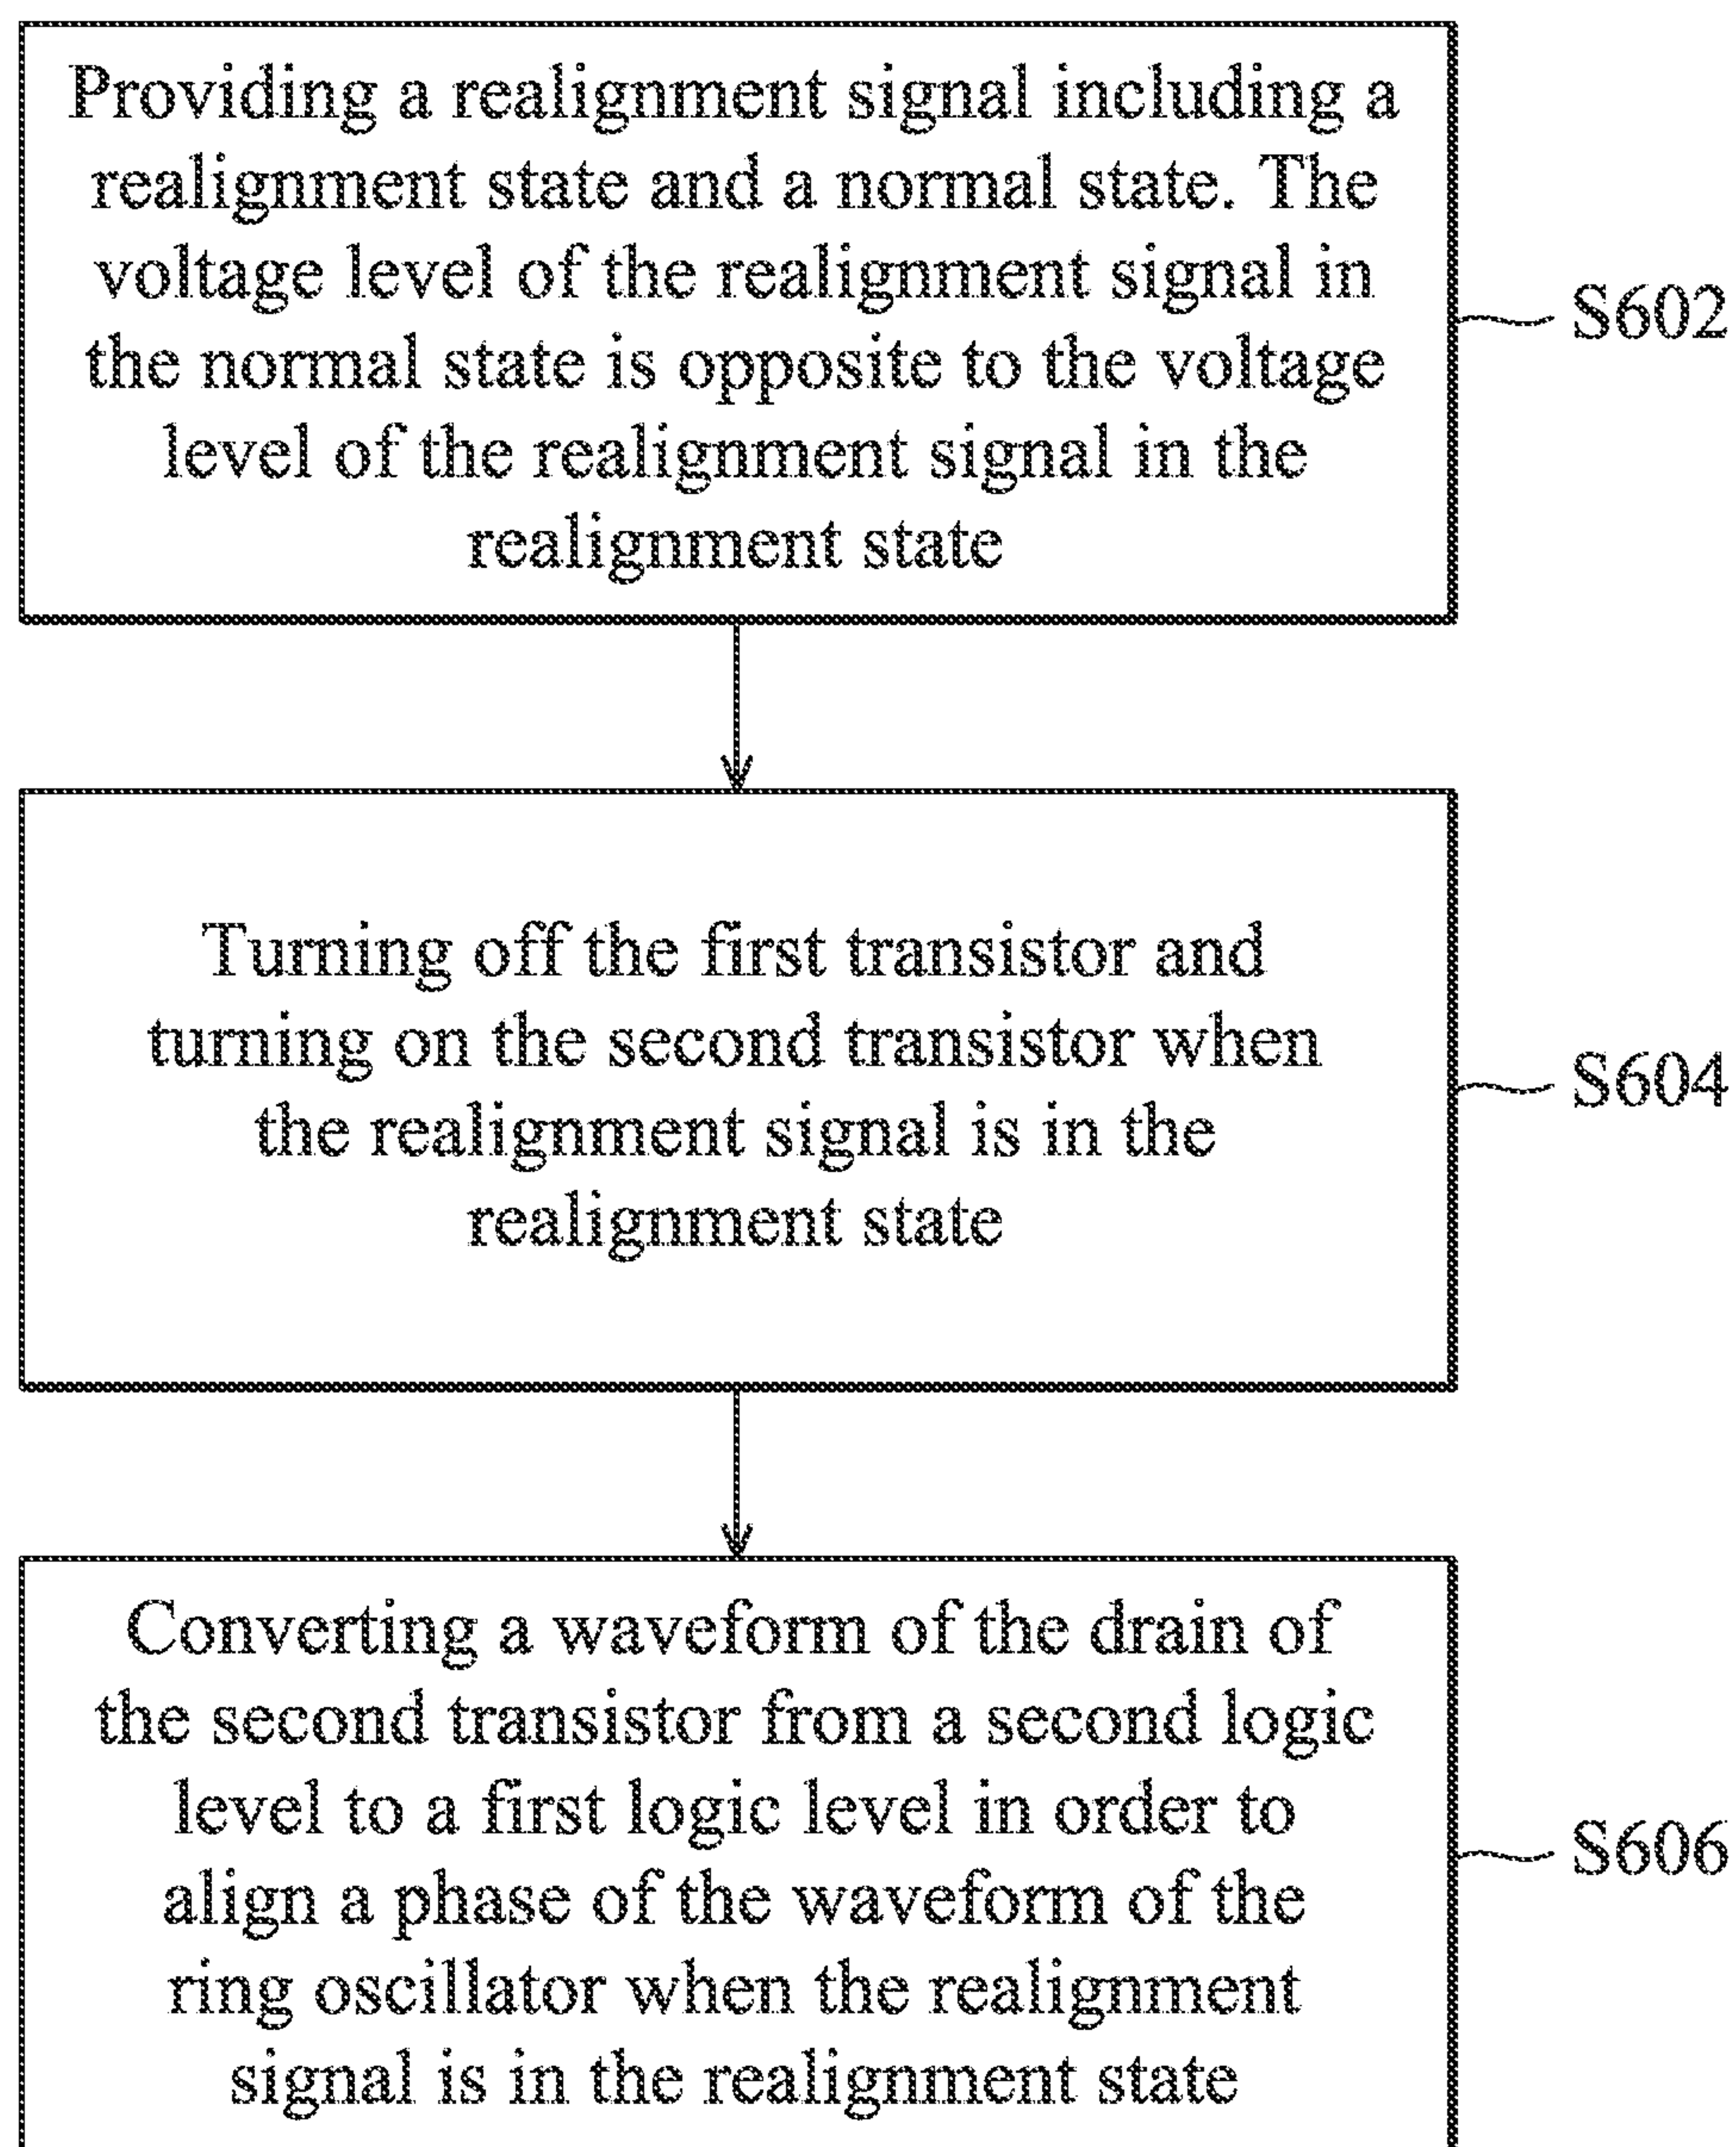 Providing a realignment signal including a
realignment state and a normal state. The
voltage level of the realignment signal in
the normal state is opposite to the voltage
level of the realignment signal in the
realignment state
S602
Turning off the first transistor and
turning on the second transistor when
the realignment signal is in the
realignment state
S604
Converting a waveform of the drain of
the second transistor from a second logic
level to a first logic level in order to
align a phase of the waveform of the
ring oscillator when the realignment
signal is in the realignment state
S606